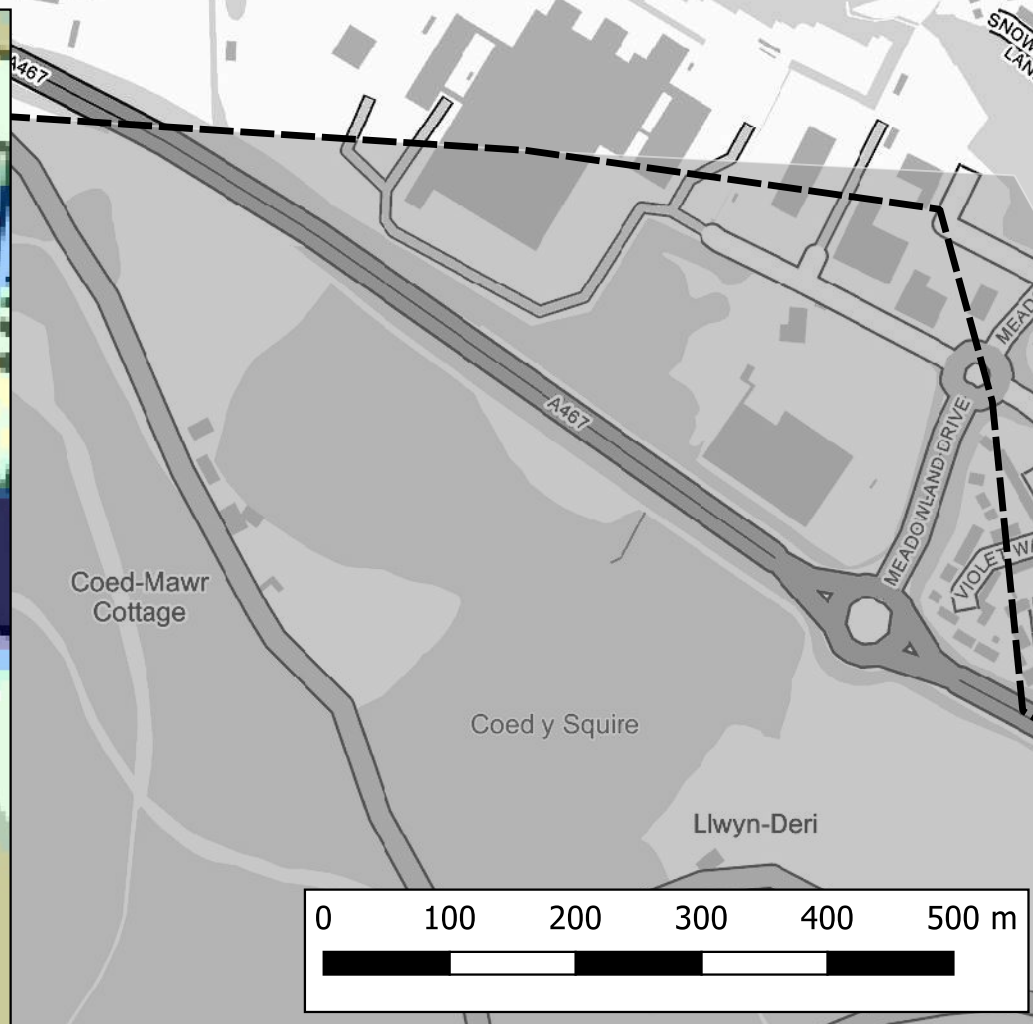 SNOW
LAN
A467
MEAD
A467
MEADOWLAND DRIVE
VIOLET WA
Coed-Mawr
Cottage
Coed y Squire
Llwyn-Deri
0 100 200 300 400 500 m